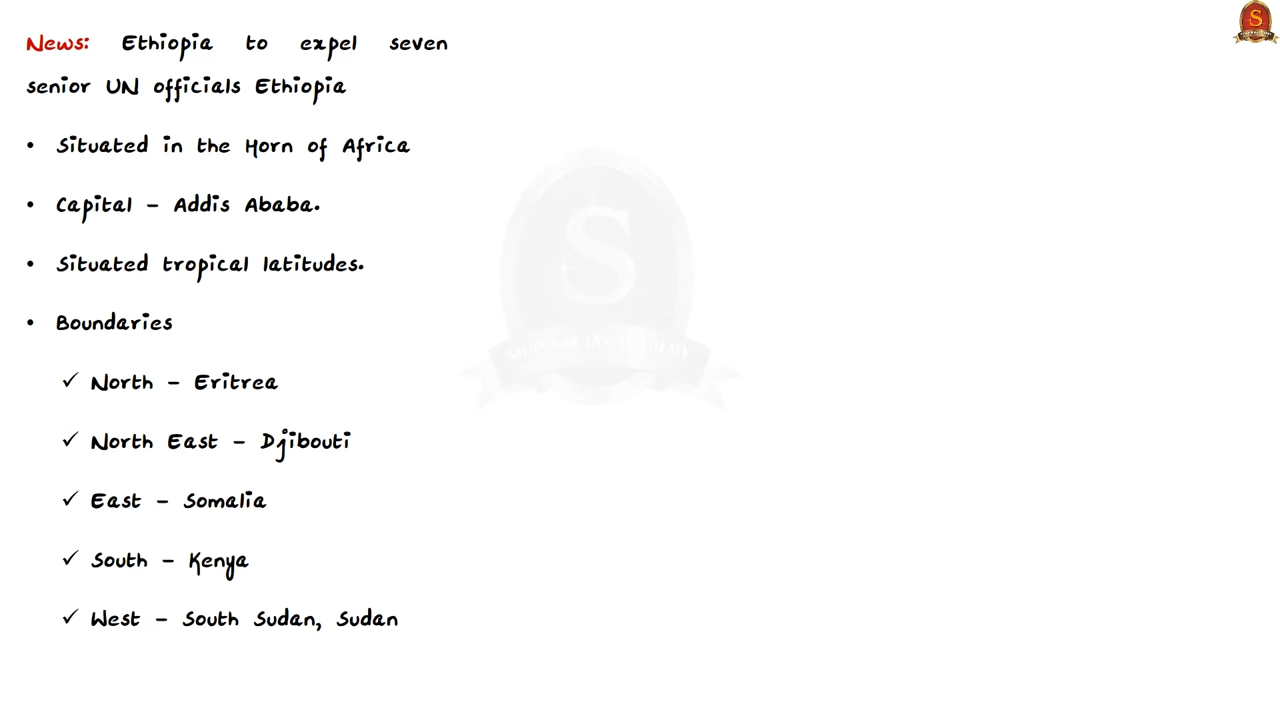 News: Ethiopia to expel seven
senior UN officials Ethiopia
• Situated in the Horn of Africa
• Capital – Addis Ababa.
• Situated tropical latitudes.
• Boundaries
✓ North – Eritrea
✓ North East – Djibouti
✓ East – Somalia
✓ South – Kenya
✓ West – South Sudan, Sudan
S